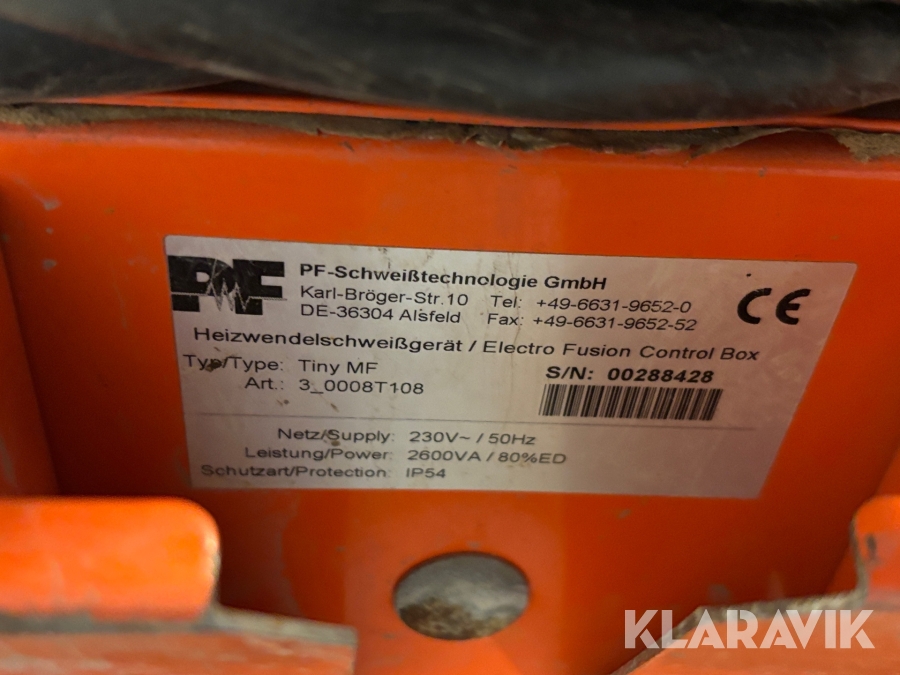 PF
PF-Schweißtechnologie GmbH
Karl-Bröger-Str.10 Tel: +49-6631-9652-0
DE-36304 Alsfeld Fax: +49-6631-9652-52
CE
Heizwendelschweißgerät / Electro Fusion Control Box
Typ/Type: Tiny MF
S/N: 00288428
Art.: 3_0008T108
Netz/Supply: 230V~ / 50Hz
Leistung/Power: 2600VA / 80%ED
Schutzart/Protection: IP54
KLARAVIK